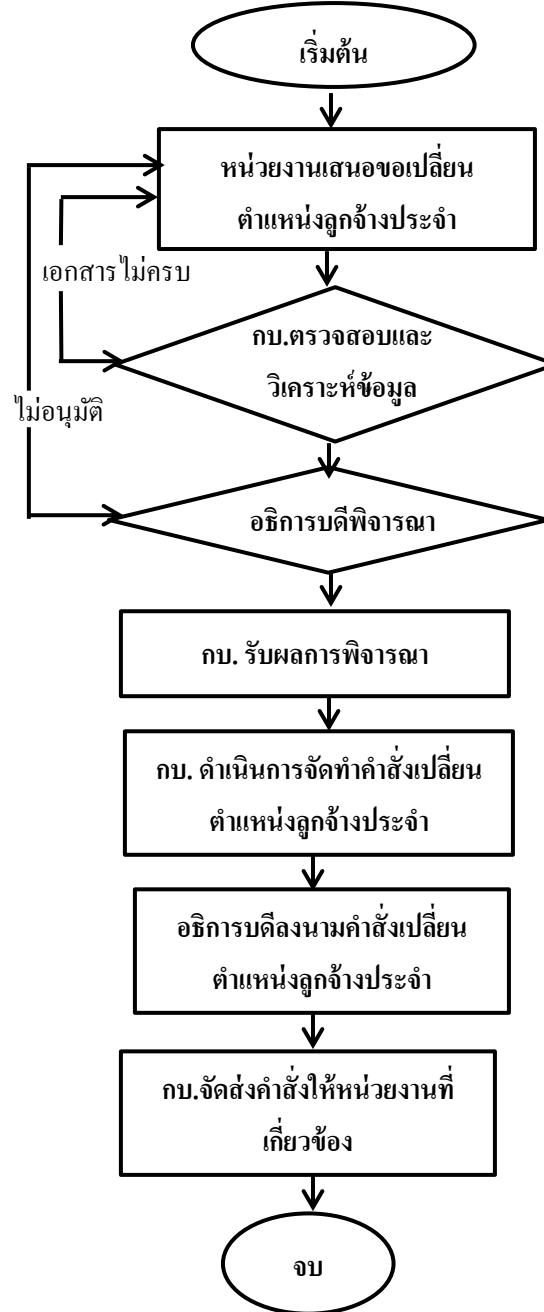 เริ่มต้น
หน่วยงานเสนอขอเปลี่ยน
ตำแหน่งลูกจ้างประจำ
เอกสารไม่ครบ
กบ.ตรวจสอบและ
วิเคราะห์ข้อมูล
ไม่อนุมัติ
อธิการบดีพิจารณา
กบ. รับผลการพิจารณา
กบ. ดำเนินการจัดทำคำสั่งเปลี่ยน
ตำแหน่งลูกจ้างประจำ
อธิการบดีลงนามคำสั่งเปลี่ยน
ตำแหน่งลูกจ้างประจำ
กบ.จัดส่งคำสั่งให้หน่วยงานที่
เกี่ยวข้อง
จบ